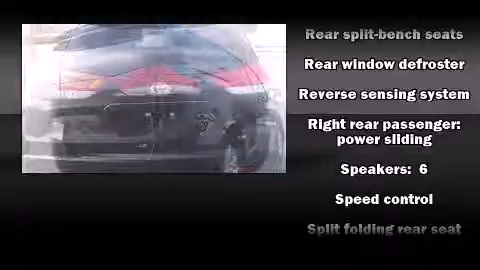 Rear split-bench seats
Rear window defroster
Reverse sensing system
Right rear passenger:
power sliding
Speakers: 6
Speed control
Split folding rear seat